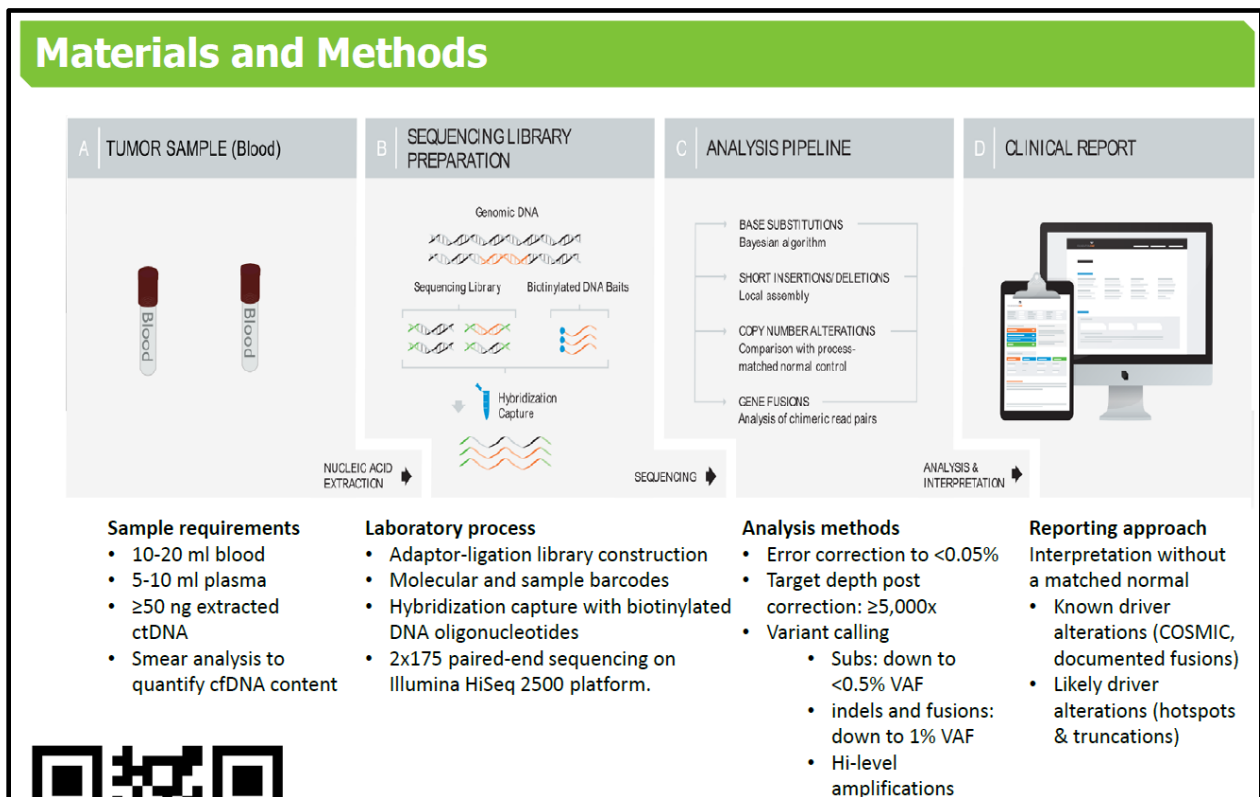 Materials and Methods
A TUMOR SAMPLE (Blood)
Blood
Blood
NUCLEIC ACID
EXTRACTION
B SEQUENCING LIBRARY
PREPARATION
Genomic DNA
Sequencing Library
Biotinylated DNA Baits
Hybridization
Capture
SEQUENCING
C ANALYSIS PIPELINE
BASE SUBSTITUTIONS
Bayesian algorithm
SHORT INSERTIONS/DELETIONS
Local assembly
COPY NUMBER ALTERATIONS
Comparison with process-
matched normal control
GENE FUSIONS
Analysis of chimeric read pairs
ANALYSIS &
INTERPRETATION
D CLINICAL REPORT
Sample requirements
• 10-20 ml blood
• 5-10 ml plasma
• ≥50 ng extracted
ctDNA
• Smear analysis to
quantify cfDNA content
Laboratory process
• Adaptor-ligation library construction
• Molecular and sample barcodes
• Hybridization capture with biotinylated
DNA oligonucleotides
• 2x175 paired-end sequencing on
Illumina HiSeq 2500 platform.
Analysis methods
• Error correction to <0.05%
• Target depth post
correction: ≥5,000x
• Variant calling
• Subs: down to
<0.5% VAF
• indels and fusions:
down to 1% VAF
• Hi-level
amplifications
Reporting approach
Interpretation without
a matched normal
• Known driver
alterations (COSMIC,
documented fusions)
• Likely driver
alterations (hotspots
& truncations)